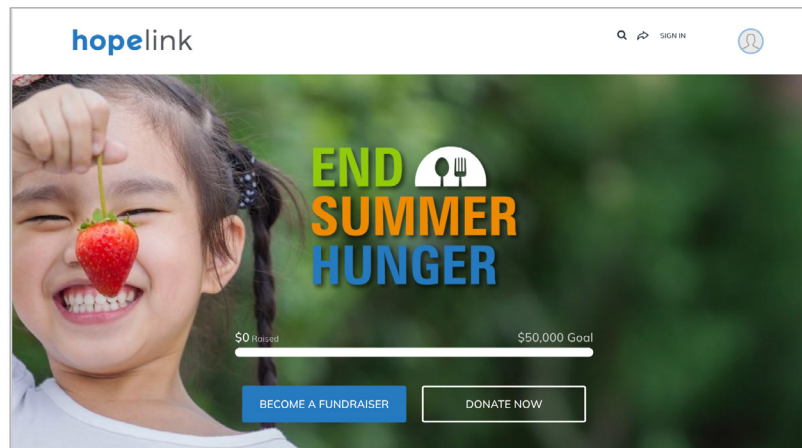 hopelink
SIGN IN
END
SUMMER
HUNGER
$0 Raised
$50,000 Goal
BECOME A FUNDRAISER
DONATE NOW